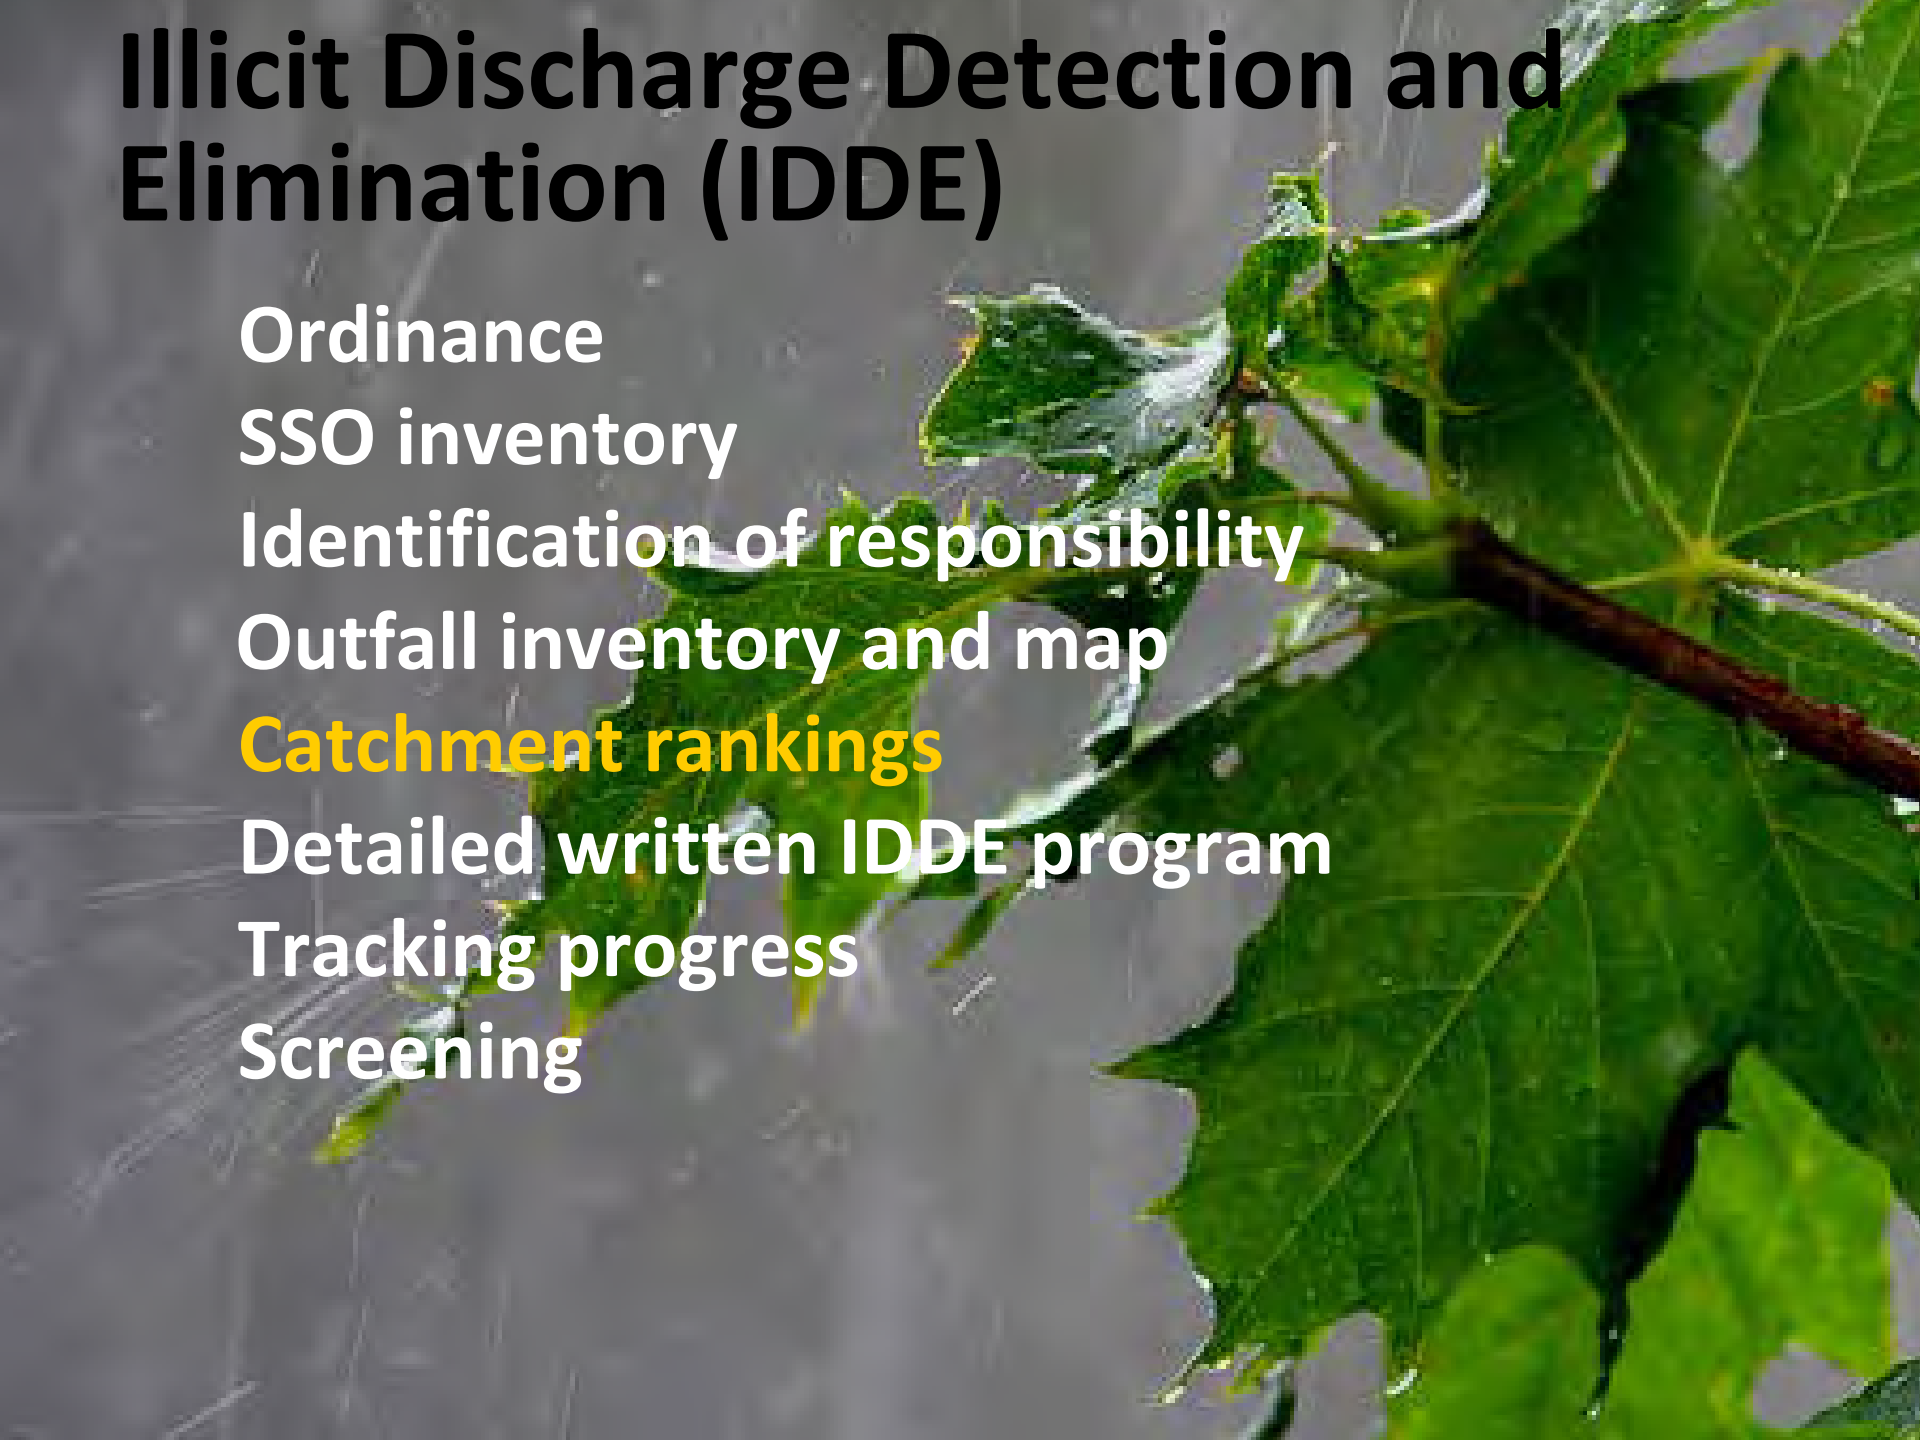 Illicit Discharge Detection and
Elimination (IDDE)
Ordinance
SSO inventory
Identification of responsibility
Outfall inventory and map
Catchment rankings
Detailed written IDDE program
Tracking progress
Screening